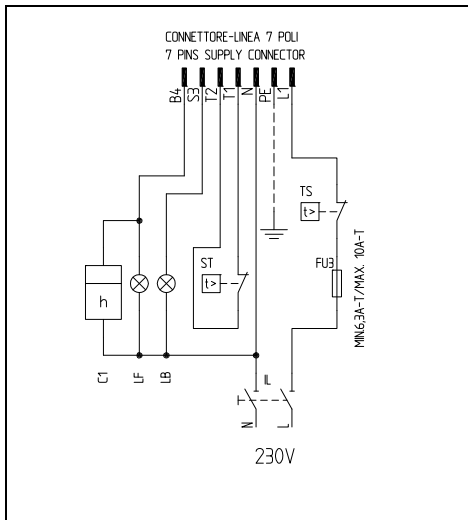 CONNETTORE-LINEA 7 POLI
7 PINS SUPPLY CONNECTOR
B4
S3
T2
T1
N
PE
L1
TS
t>
ST
t>
FU3
MIN.6,3A-T/MAX. 10A-T
h
C1
LF
LB
IL
N
L
230V